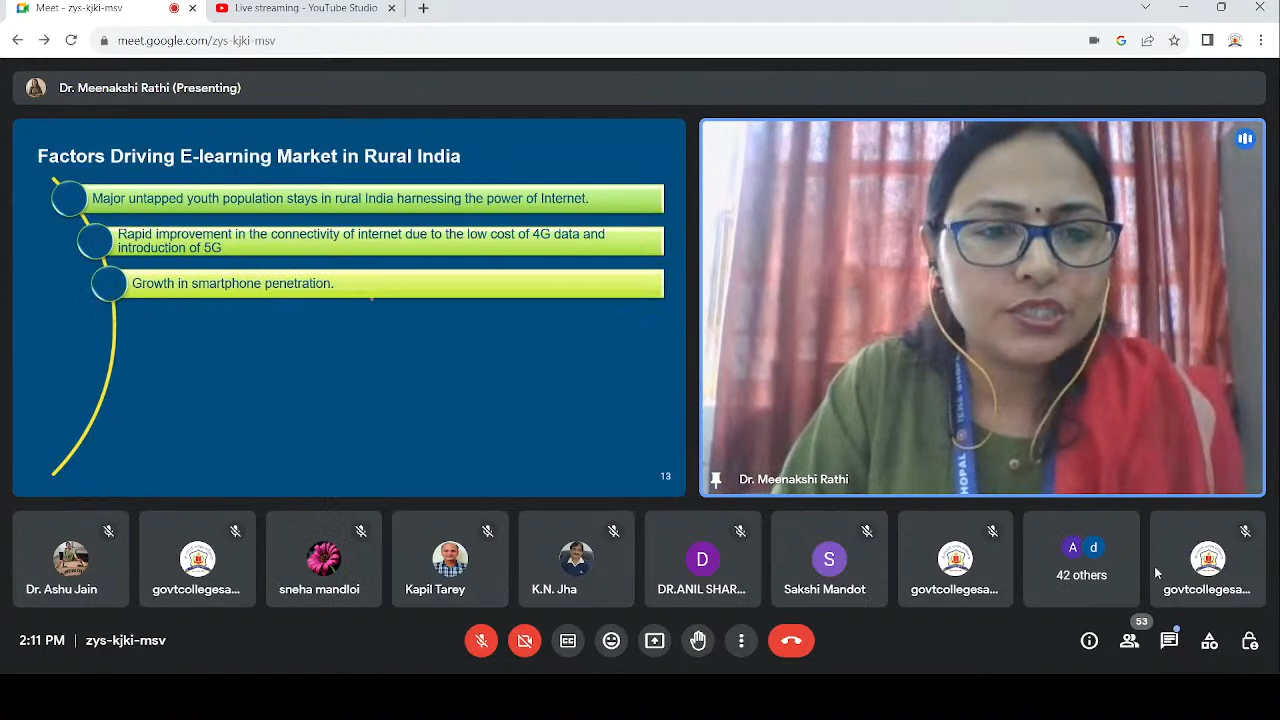 Meet - zys-kjki-msv
Live streaming - YouTube Studio
meet.google.com/zys-kjki-msv
Dr. Meenakshi Rathi (Presenting)
Factors Driving E-learning Market in Rural India
Major untapped youth population stays in rural India harnessing the power of Internet.
Rapid improvement in the connectivity of internet due to the low cost of 4G data and
introduction of 5G
Growth in smartphone penetration.
13
OPAL
Dr. Meenakshi Rathi
Dr. Ashu Jain
govtcollegesa...
sneha mandloi
Kapil Tarey
K.N. Jha
D
DR.ANIL SHAR...
S
Sakshi Mandot
govtcollegesa...
A d
42 others
govtcollegesa...
2:11 PM | zys-kjki-msv
CC
53